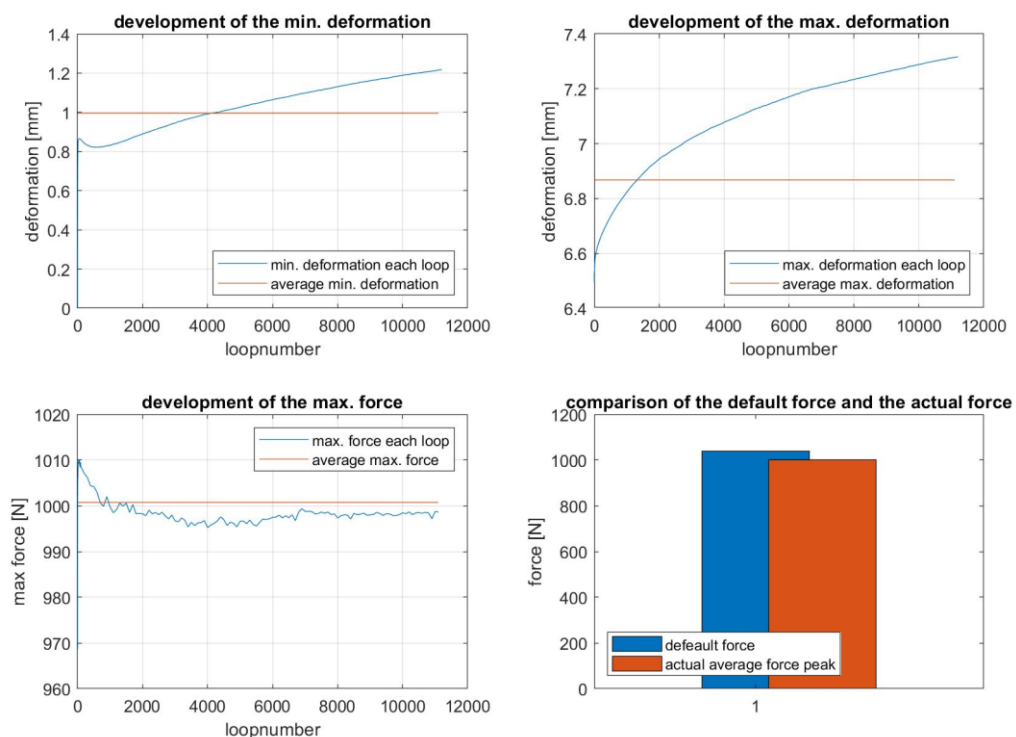 development of the min. deformation
1.4
1.2
1
0.8
0.6
0.4
0.2
0
deformation [mm]
min. deformation each loop
average min. deformation
0 2000 4000 6000 8000 10000 12000
loopnumber
development of the max. deformation
7.4
7.2
7
6.8
6.6
6.4
deformation [mm]
max. deformation each loop
average max. deformation
0 2000 4000 6000 8000 10000 12000
loopnumber
development of the max. force
1020
1010
1000
990
980
970
960
max force [N]
max. force each loop
average max. force
0 2000 4000 6000 8000 10000 12000
loopnumber
comparison of the default force and the actual force
1200
1000
800
600
400
200
0
force [N]
defeault force
actual average force peak
1